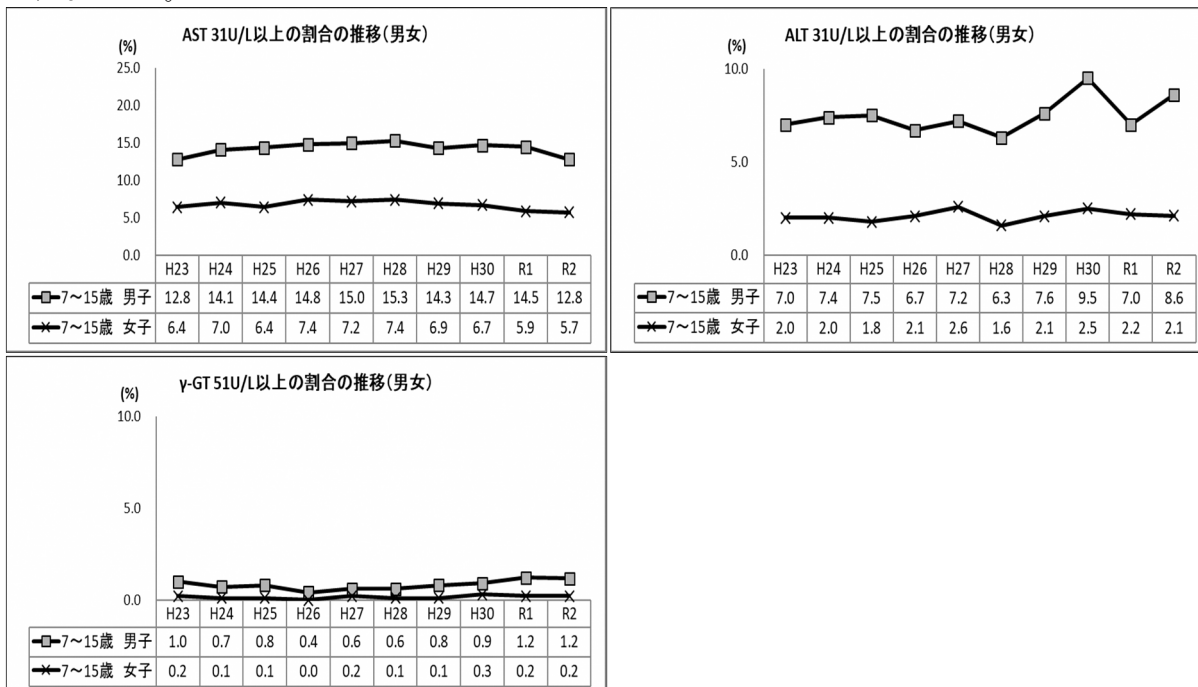 AST 31U/L以上の割合の推移(男女)
(%)
25.0
20.0
15.0
10.0
5.0
0.0
H23 H24 H25 H26 H27 H28 H29 H30 R1 R2
7～15歳 男子 12.8 14.1 14.4 14.8 15.0 15.3 14.3 14.7 14.5 12.8
7～15歳 女子 6.4 7.0 6.4 7.4 7.2 7.4 6.9 6.7 5.9 5.7
ALT 31U/L以上の割合の推移(男女)
(%)
10.0
5.0
0.0
H23 H24 H25 H26 H27 H28 H29 H30 R1 R2
7～15歳 男子 7.0 7.4 7.5 6.7 7.2 6.3 7.6 9.5 7.0 8.6
7～15歳 女子 2.0 2.0 1.8 2.1 2.6 1.6 2.1 2.5 2.2 2.1
γ-GT 51U/L以上の割合の推移(男女)
(%)
10.0
5.0
0.0
H23 H24 H25 H26 H27 H28 H29 H30 R1 R2
7～15歳 男子 1.0 0.7 0.8 0.4 0.6 0.6 0.8 0.9 1.2 1.2
7～15歳 女子 0.2 0.1 0.1 0.0 0.2 0.1 0.1 0.3 0.2 0.2